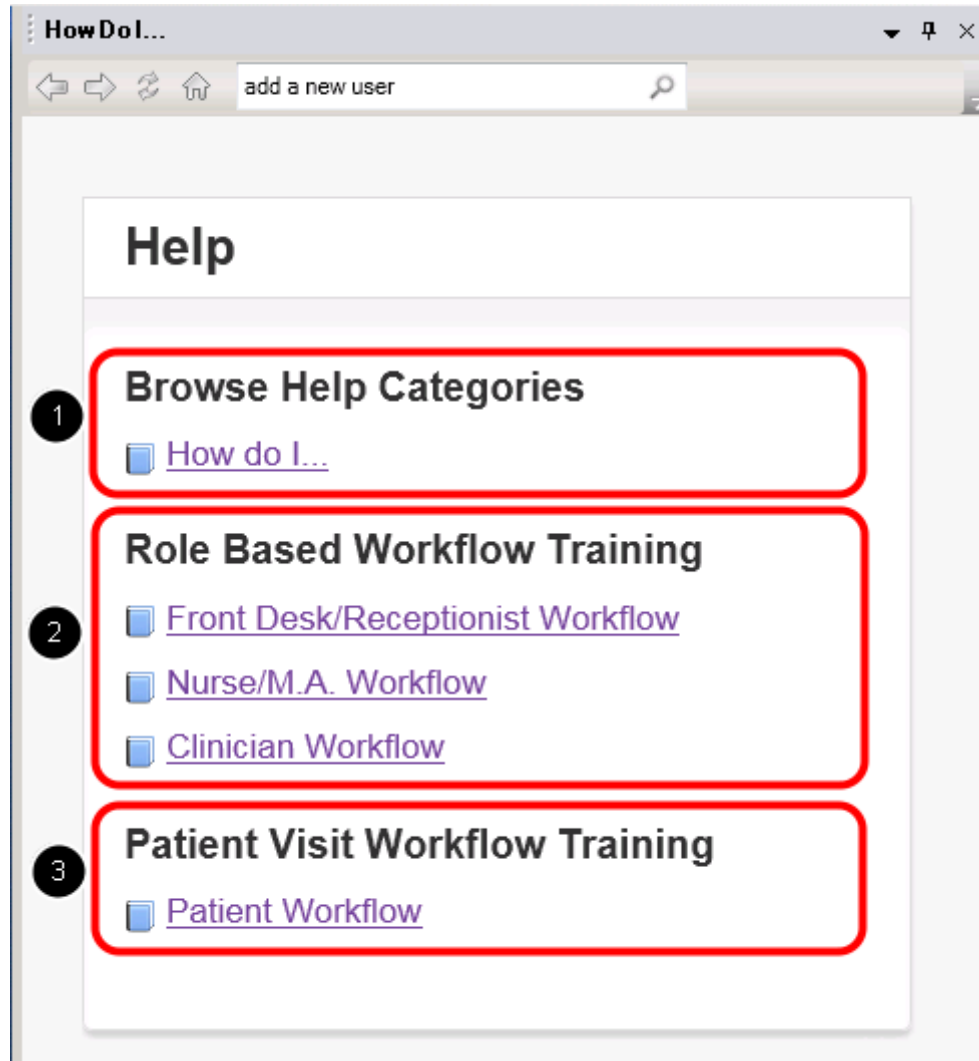 How Do I...
add a new user
Help
1
Browse Help Categories
How do I...
2
Role Based Workflow Training
Front Desk/Receptionist Workflow
Nurse/M.A. Workflow
Clinician Workflow
3
Patient Visit Workflow Training
Patient Workflow